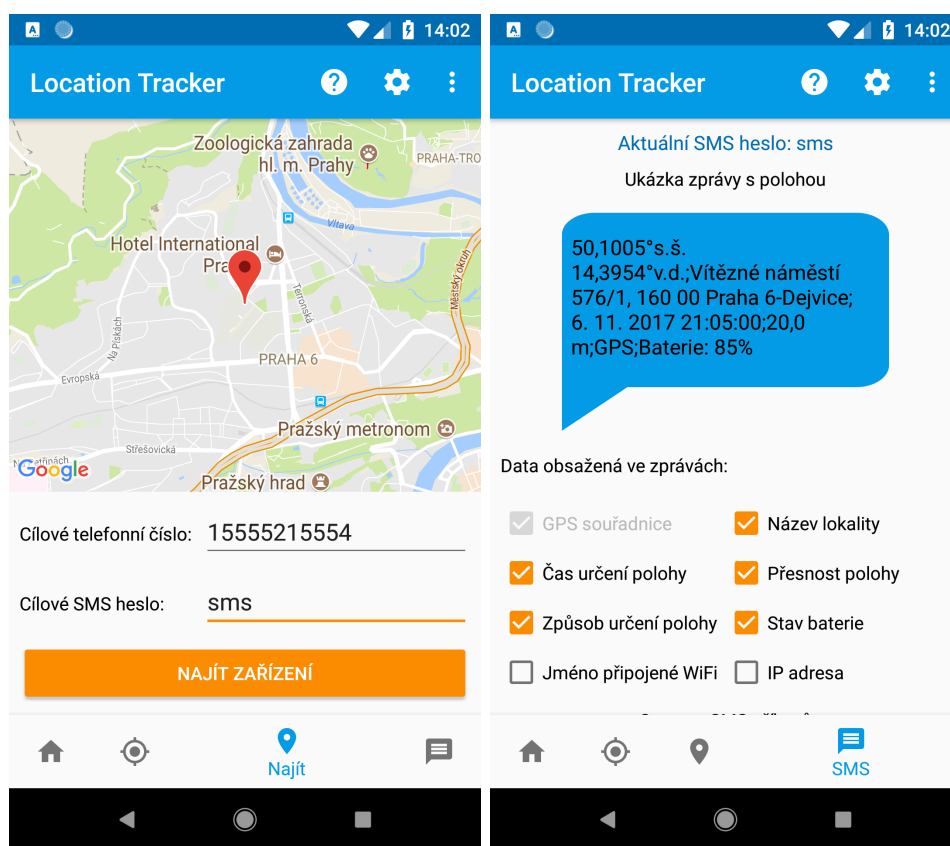 14:02
Location Tracker
Zoologická zahrada
hl. m. Prahy
PRAHA-TRO
Vltava
Hotel International
Pra
Městský okruh
Terronská
Na Pískách
PRAHA 6
Evropská
Pražský metronom
Střešovická
Google
Pražský hrad
Cílové telefonní číslo: 15555215554
Cílové SMS heslo: sms
NAJÍT ZAŘÍZENÍ
Najít
14:02
Location Tracker
Aktuální SMS heslo: sms
Ukázka zprávy s polohou
50,1005°s.š.
14,3954°v.d.;Vítězné náměstí
576/1, 160 00 Praha 6-Dejvice;
6. 11. 2017 21:05:00;20,0
m;GPS;Baterie: 85%
Data obsažená ve zprávách:
GPS souřadnice Název lokality
Čas určení polohy Přesnost polohy
Způsob určení polohy Stav baterie
Jméno připojené WiFi IP adresa
SMS